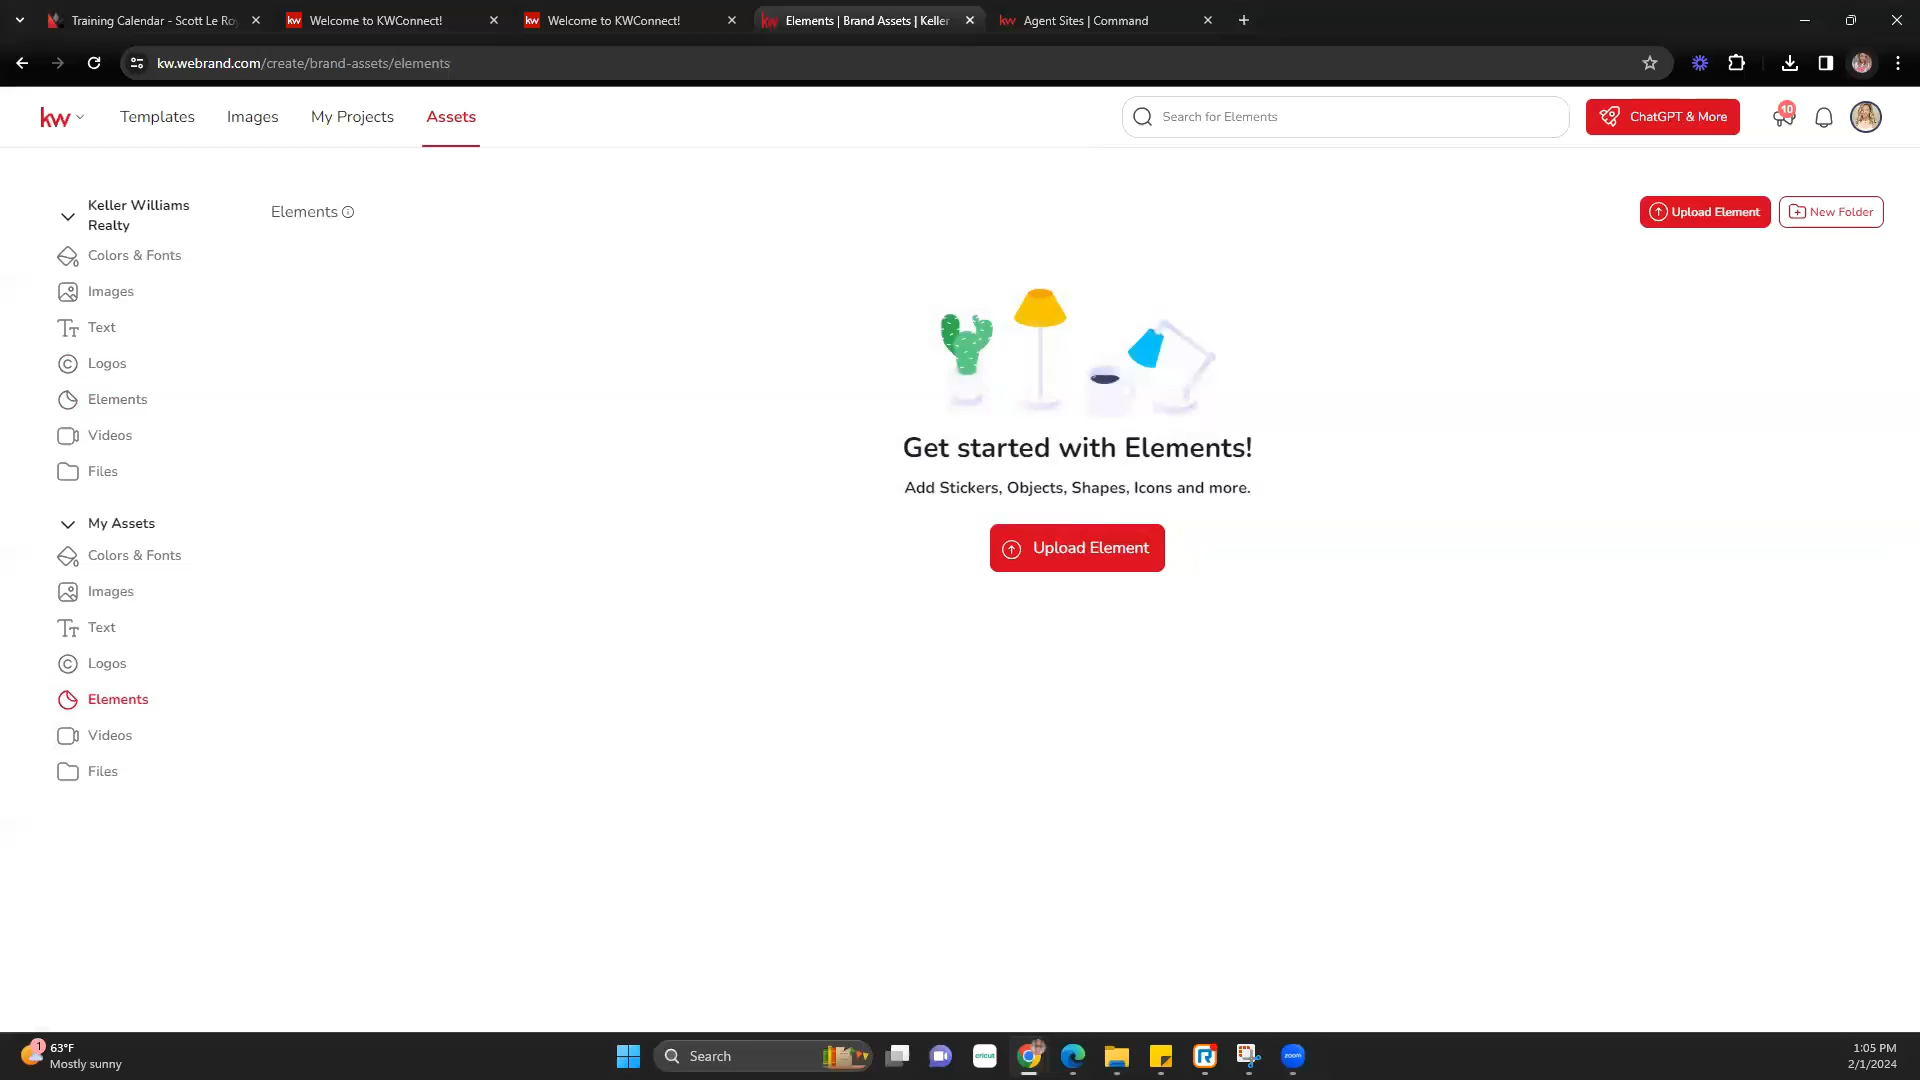 Training Calendar - Scott Le Ro
Welcome to KWConnect!
Welcome to KWConnect!
Elements | Brand Assets | Keller
Agent Sites | Command
kw.webrand.com/create/brand-assets/elements
kw
Templates
Images
My Projects
Assets
Search for Elements
ChatGPT & More
10
Keller Williams
Realty
Colors & Fonts
Images
Text
Logos
Elements
Videos
Files
My Assets
Colors & Fonts
Images
Text
Logos
Elements
Videos
Files
Elements
Upload Element
New Folder
Get started with Elements!
Add Stickers, Objects, Shapes, Icons and more.
Upload Element
1
63°F
Mostly sunny
Search
cricut
zoom
1:05 PM
2/1/2024